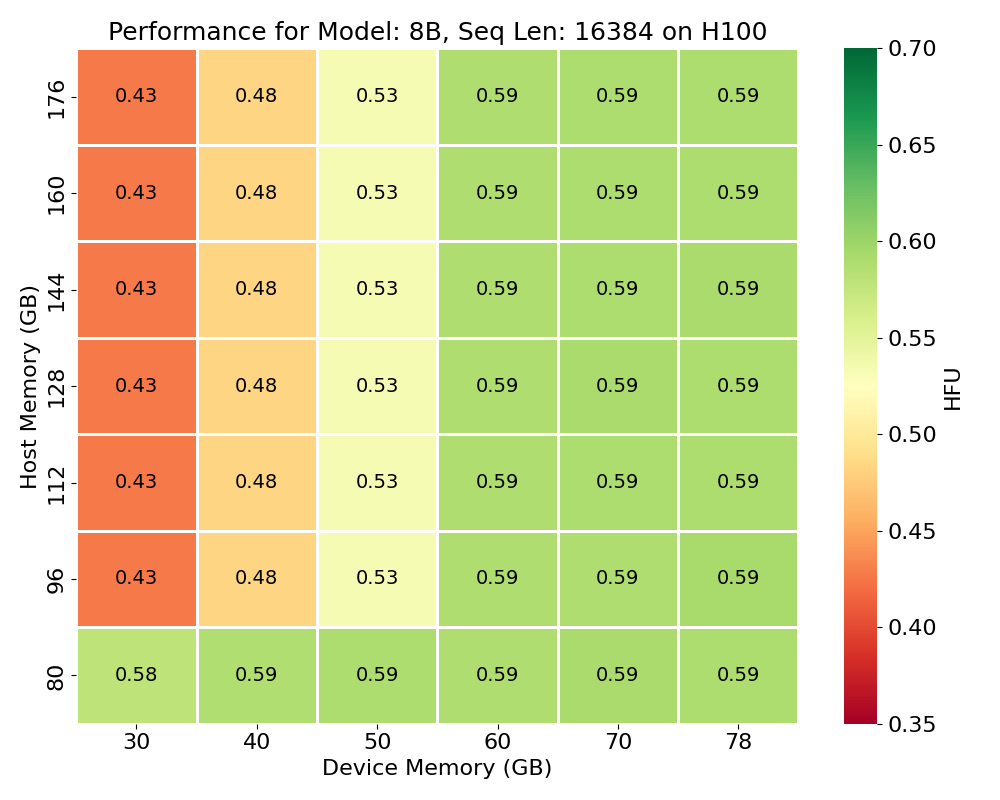 Performance for Model: 8B, Seq Len: 16384 on H100
Host Memory (GB)
176 0.43 0.48 0.53 0.59 0.59 0.59
160 0.43 0.48 0.53 0.59 0.59 0.59
144 0.43 0.48 0.53 0.59 0.59 0.59
128 0.43 0.48 0.53 0.59 0.59 0.59
112 0.43 0.48 0.53 0.59 0.59 0.59
96 0.43 0.48 0.53 0.59 0.59 0.59
80 0.58 0.59 0.59 0.59 0.59 0.59
30 40 50 60 70 78
Device Memory (GB)
0.70
0.65
0.60
0.55
0.50
0.45
0.40
0.35
HFU